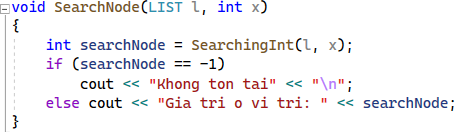 void SearchNode(LIST l, int x)
{
    int searchNode = SearchingInt(l, x);
    if (searchNode == -1)
        cout << "Khong ton tai" << "\n";
    else cout << "Gia tri o vi tri: " << searchNode;
}